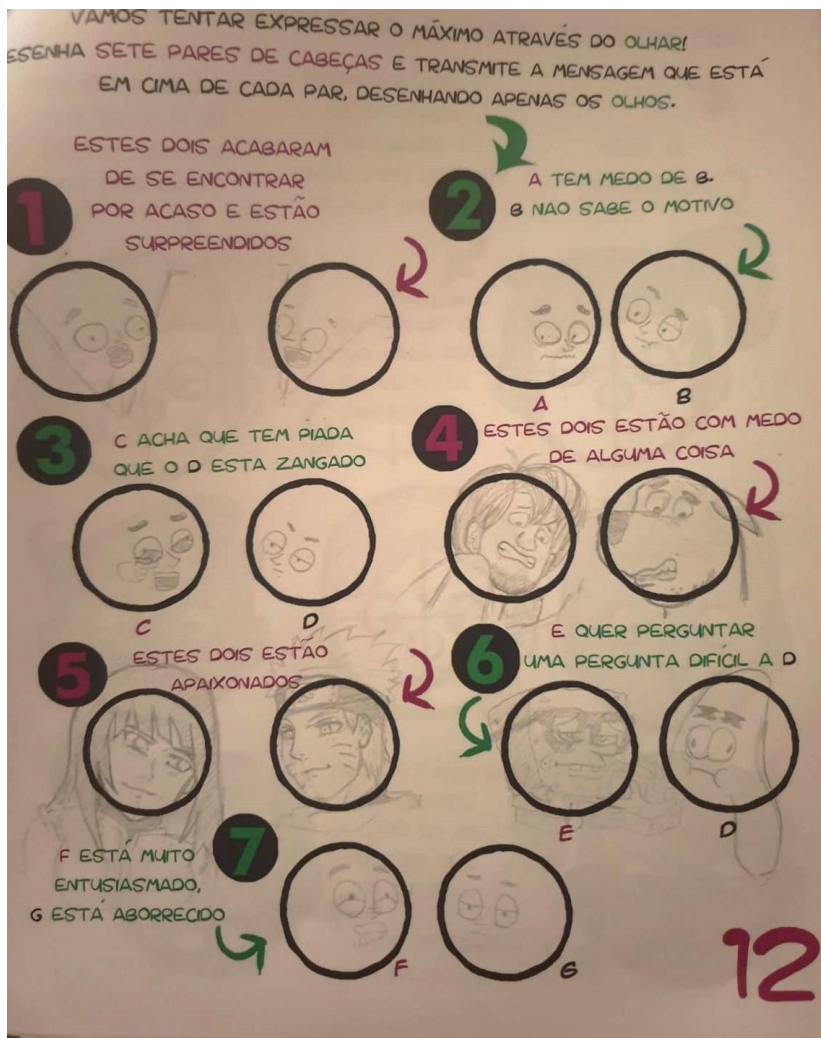 VAMOS TENTAR EXPRESSAR O MÁXIMO ATRAVÉS DO OLHAR!
ESENHA SETE PARES DE CABEÇAS E TRANSMITE A MENSAGEM QUE ESTÁ
EM CIMA DE CADA PAR, DESENHANDO APENAS OS OLHOS.
1
ESTES DOIS ACABARAM
DE SE ENCONTRAR
POR ACASO E ESTÃO
SURPREENDIDOS
2
A TEM MEDO DE B.
B NAO SABE O MOTIVO
A
B
3
C ACHA QUE TEM PIADA
QUE O D ESTA ZANGADO
C
D
4
ESTES DOIS ESTÃO COM MEDO
DE ALGUMA COISA
5
ESTES DOIS ESTÃO
APAIXONADOS
6
E QUER PERGUNTAR
UMA PERGUNTA DIFÍCIL A D
E
D
7
F ESTÁ MUITO
ENTUSIASMADO,
G ESTÁ ABORRECIDO
F
G
12